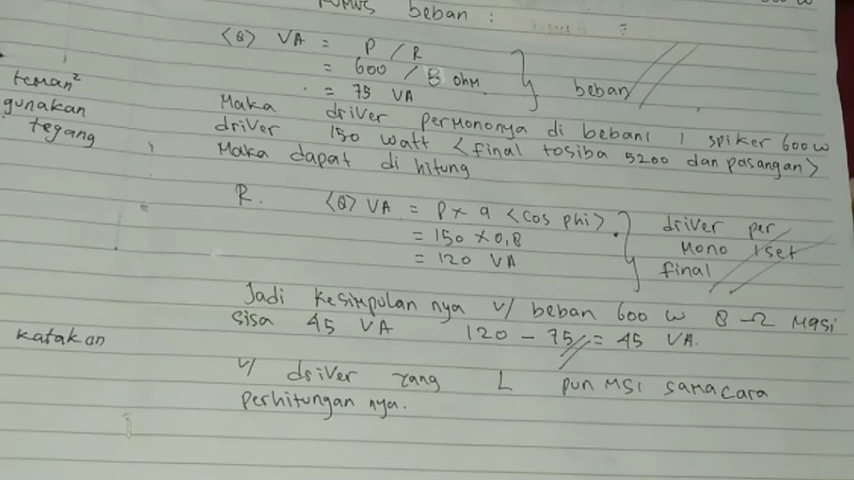 beban :
<Q> VA = P / R
= 600 / 8 ohm.
= 75 VA
beban
teman²
gunakan
tegang
Maka driver permononya di bebani 1 spiker 600 w
driver 150 watt <final tosiba 5200 dan pasangan>
Maka dapat di hitung
R. <Q> VA = P x a <cos phi>.
= 150 x 0,8
= 120 VA
driver per
Mono 1 set
final
Jadi kesimpulan nya v/ beban 600 w 8 Ω Masi
sisa 45 VA 120 - 75 = 45 VA.
katakan
v/ driver yang L pun MSI sama cara
perhitungan nya.